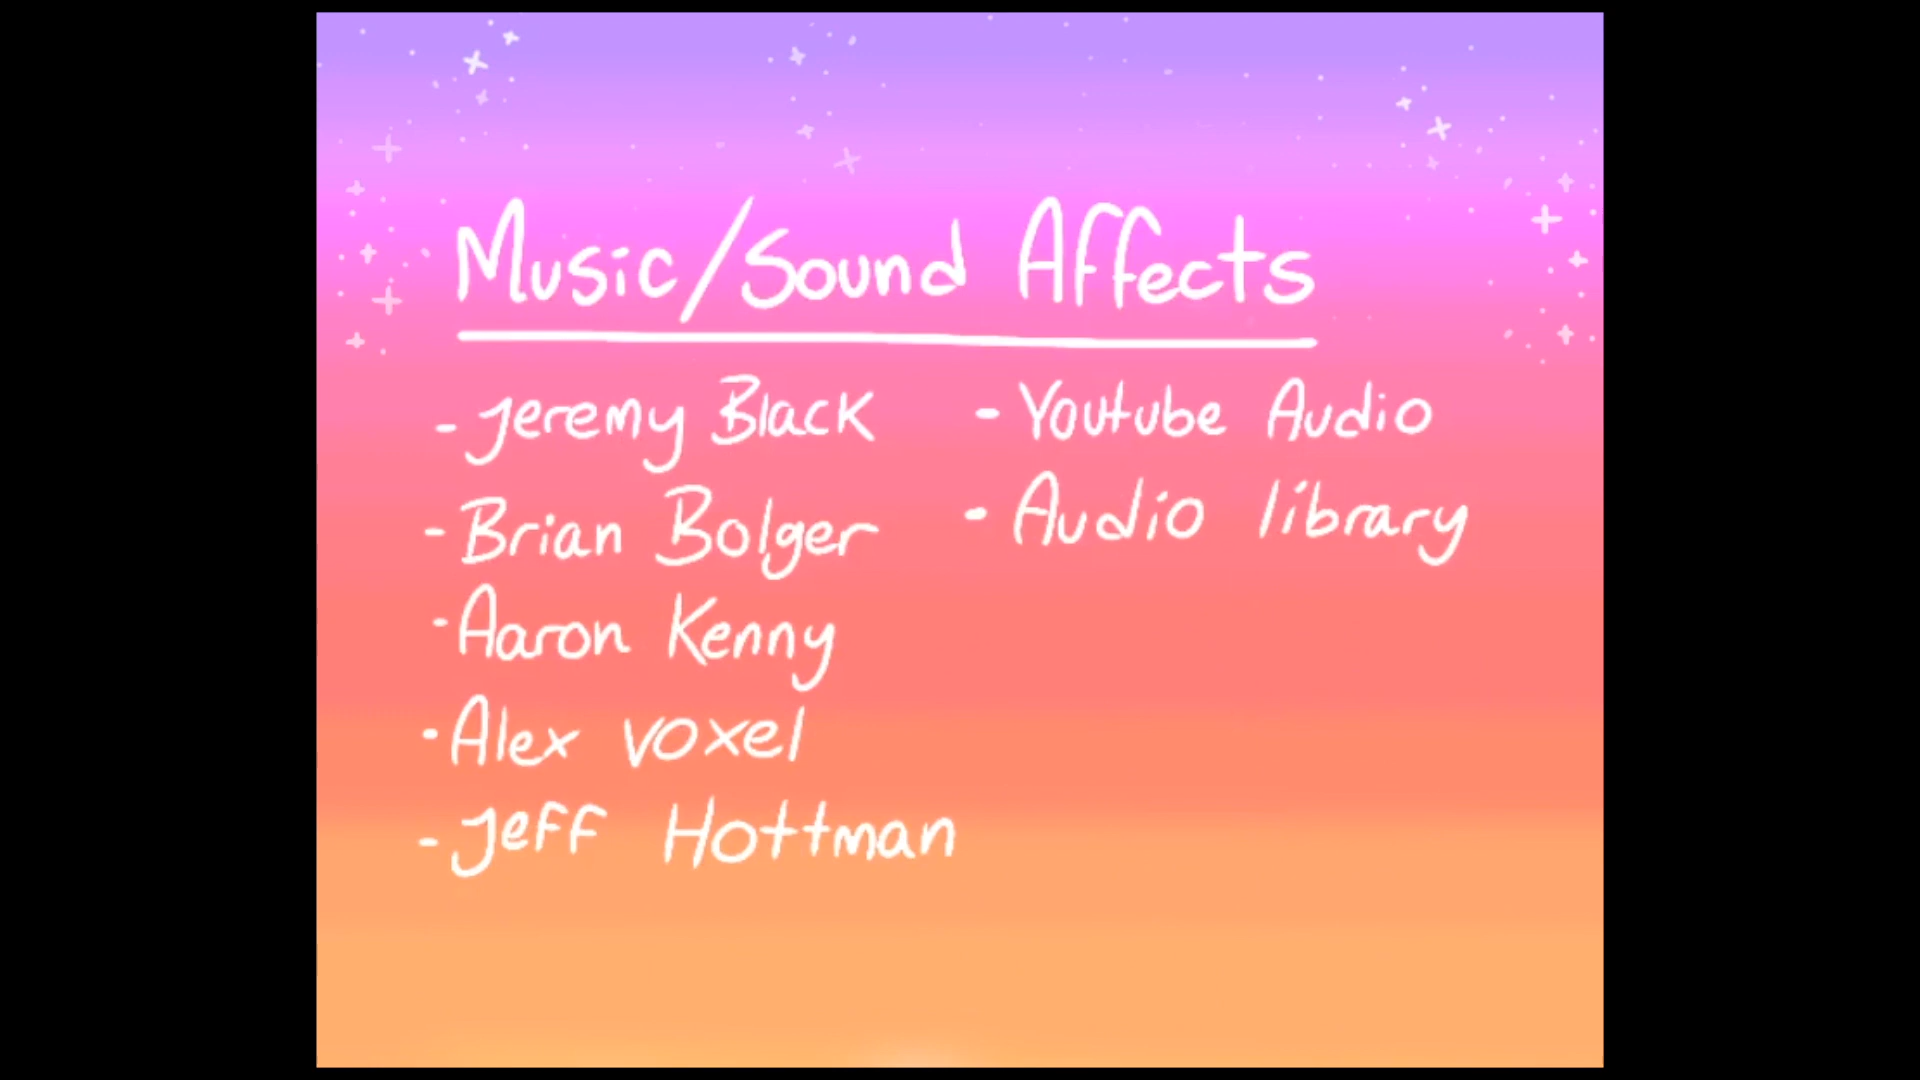 Music/Sound Affects
- Jeremy Black
- Brian Bolger
- Aaron Kenny
- Alex voxel
- Jeff Hottman
- Youtube Audio
- Audio library